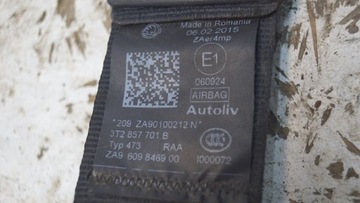 Made in Romania
06.02.2015
ZAer4mp
E1
060924
AIRBAG
Autoliv
*209 ZA90100212 N*
3T2 857 701 B
Typ 473 RAA
ZA9 609 8469 00
I000072